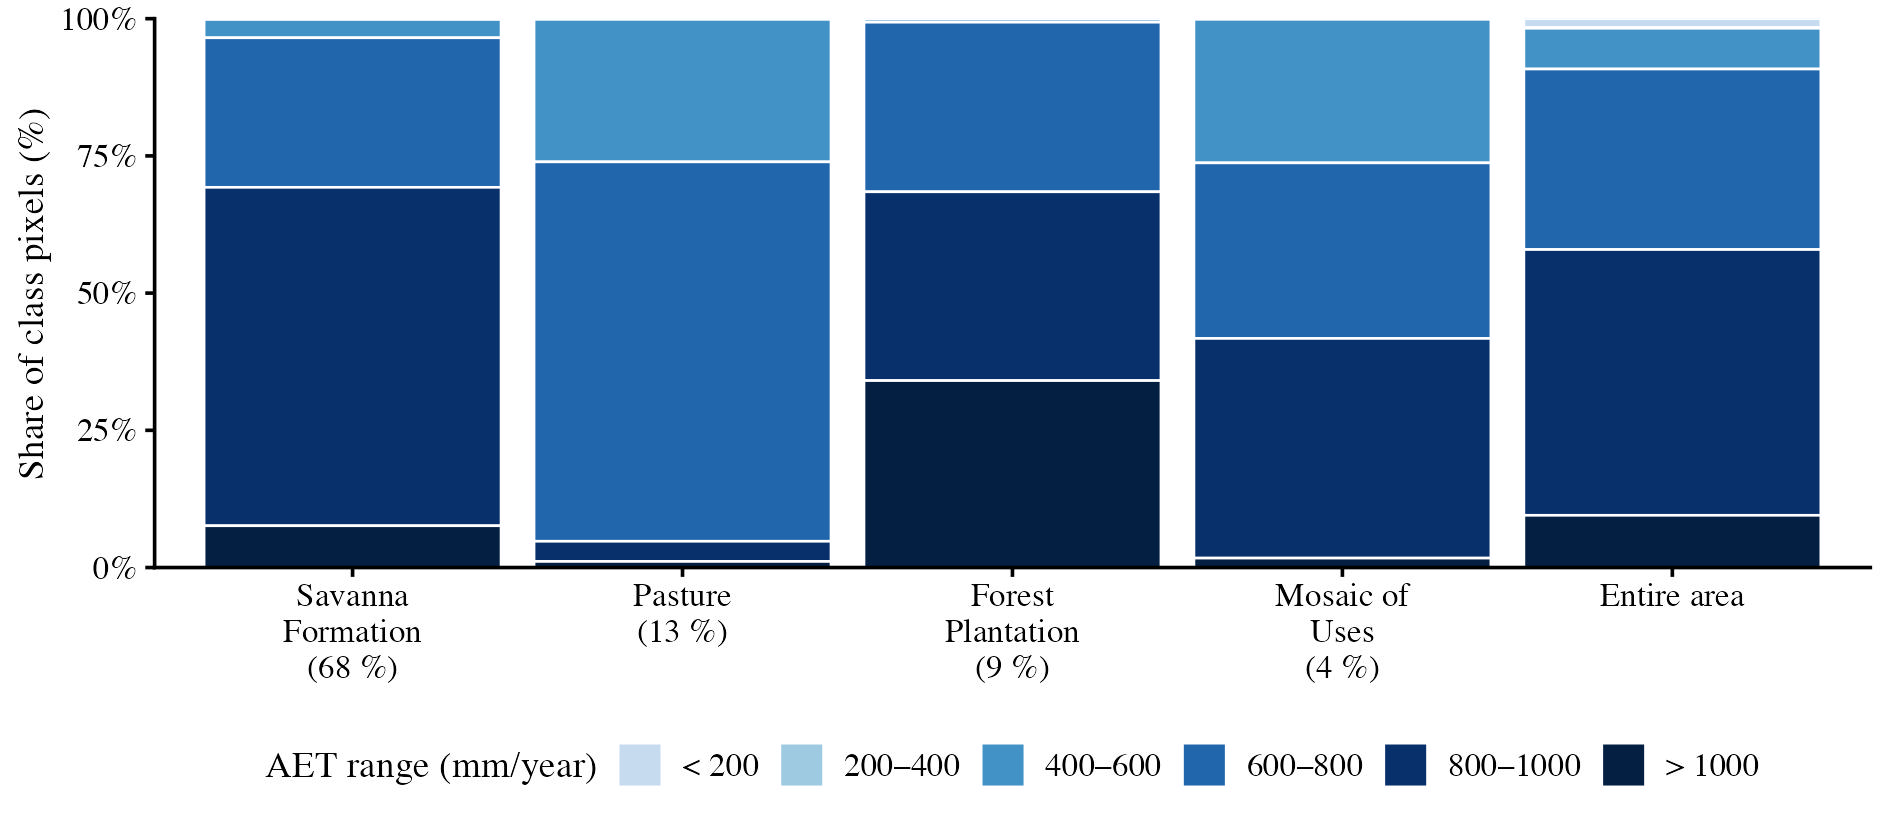 Share of class pixels (%)
100%
75%
50%
25%
0%
Savanna
Formation
(68 %)
Pasture
(13 %)
Forest
Plantation
(9 %)
Mosaic of
Uses
(4 %)
Entire area
AET range (mm/year)
< 200
200–400
400–600
600–800
800–1000
> 1000